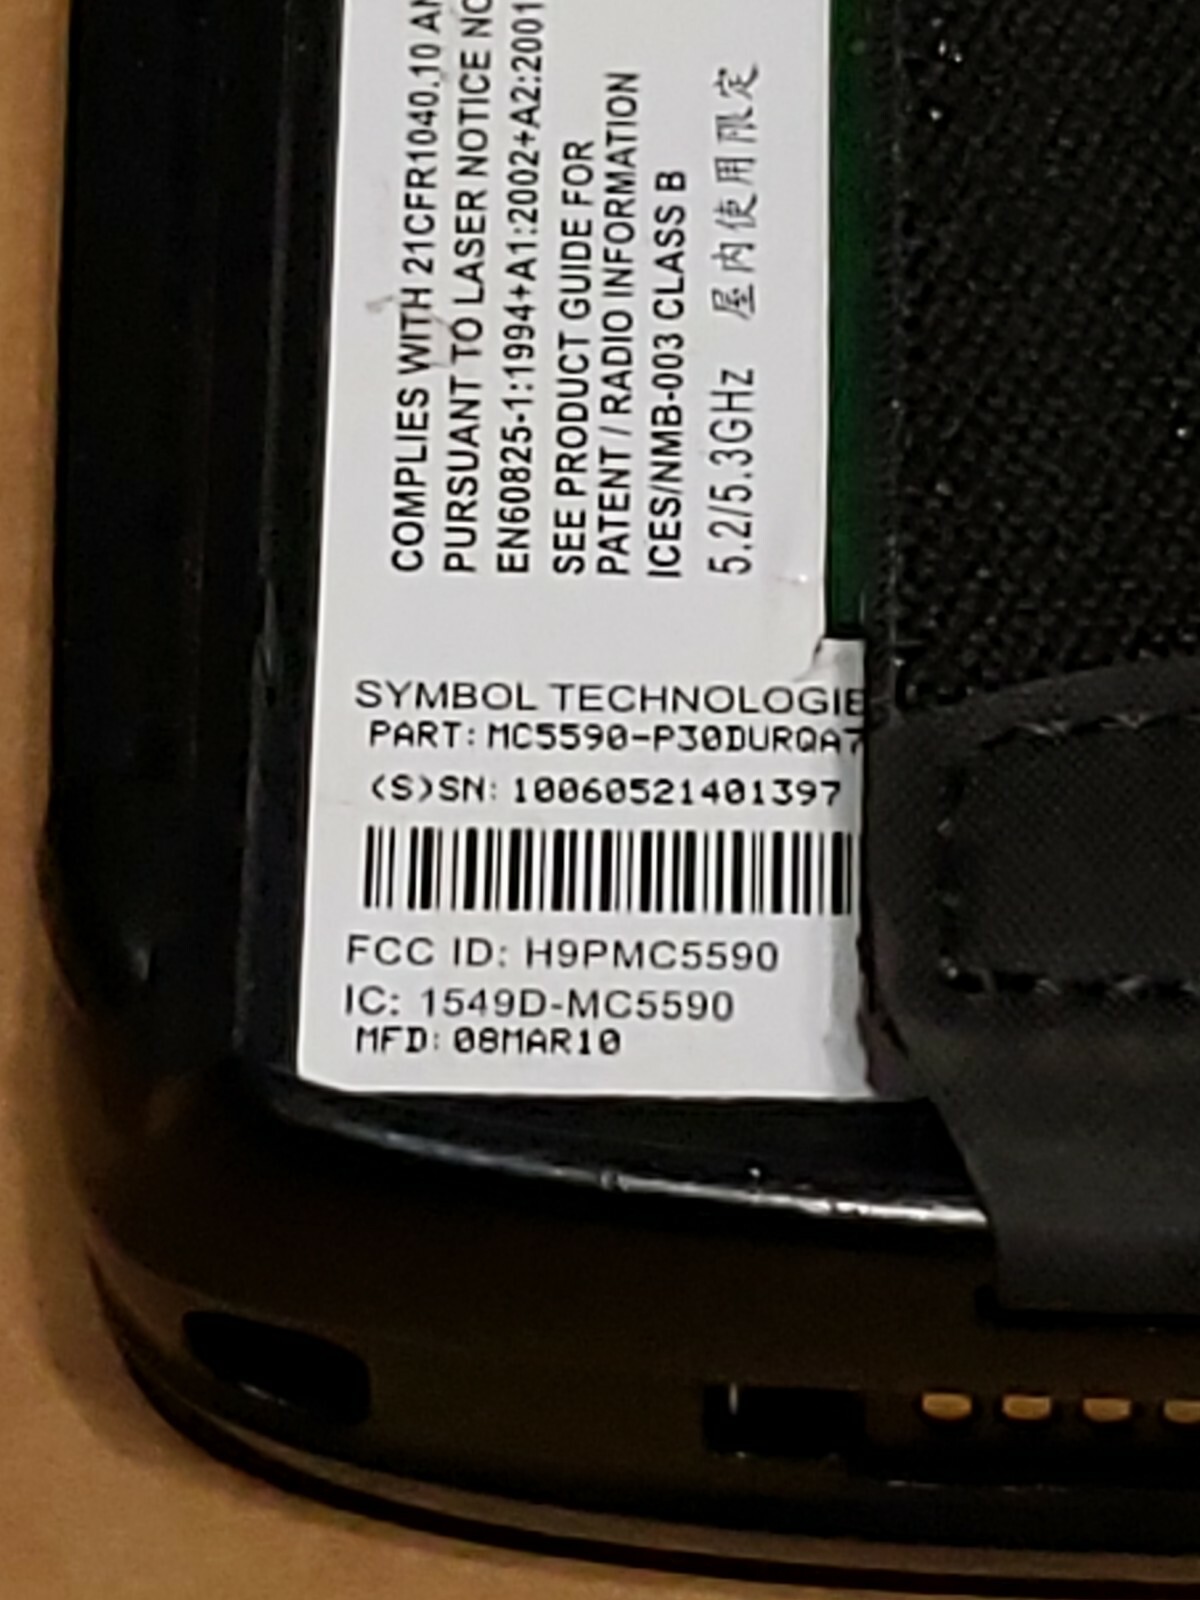 COMPLIES WITH 21CFR1040.10
PURSUANT TO LASER NOTICE
EN60825-1:1994+A1:2002+A2:2001
SEE PRODUCT GUIDE FOR
PATENT / RADIO INFORMATION
ICES/NMB-003 CLASS B
5.2/5.3GHz 屋内使用限定
SYMBOL TECHNOLOGIE
PART: MC5590-P30DURQA7
(S)SN: 10060521401397
FCC ID: H9PMC5590
IC: 1549D-MC5590
MFD: 08MAR10